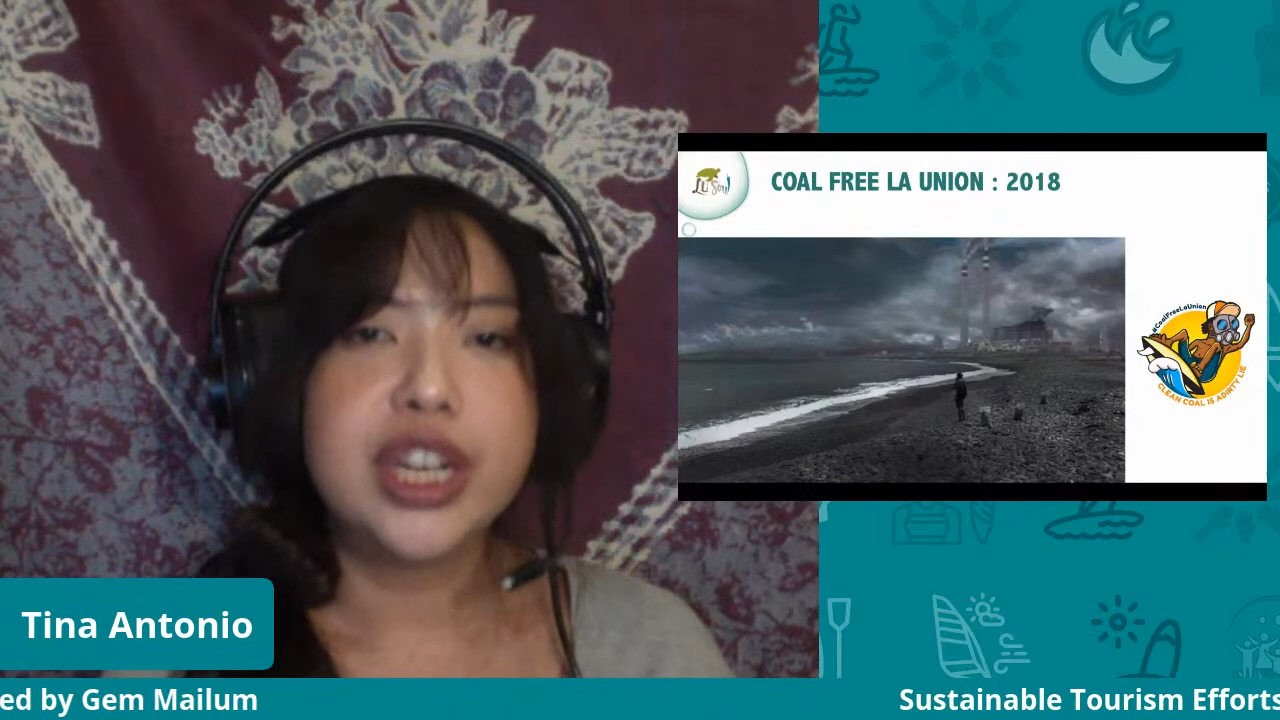 COAL FREE LA UNION : 2018
#CoalFreeLaUnion
CLEAN COAL IS A DIRTY LIE
Tina Antonio
ed by Gem Mailum
Sustainable Tourism Efforts